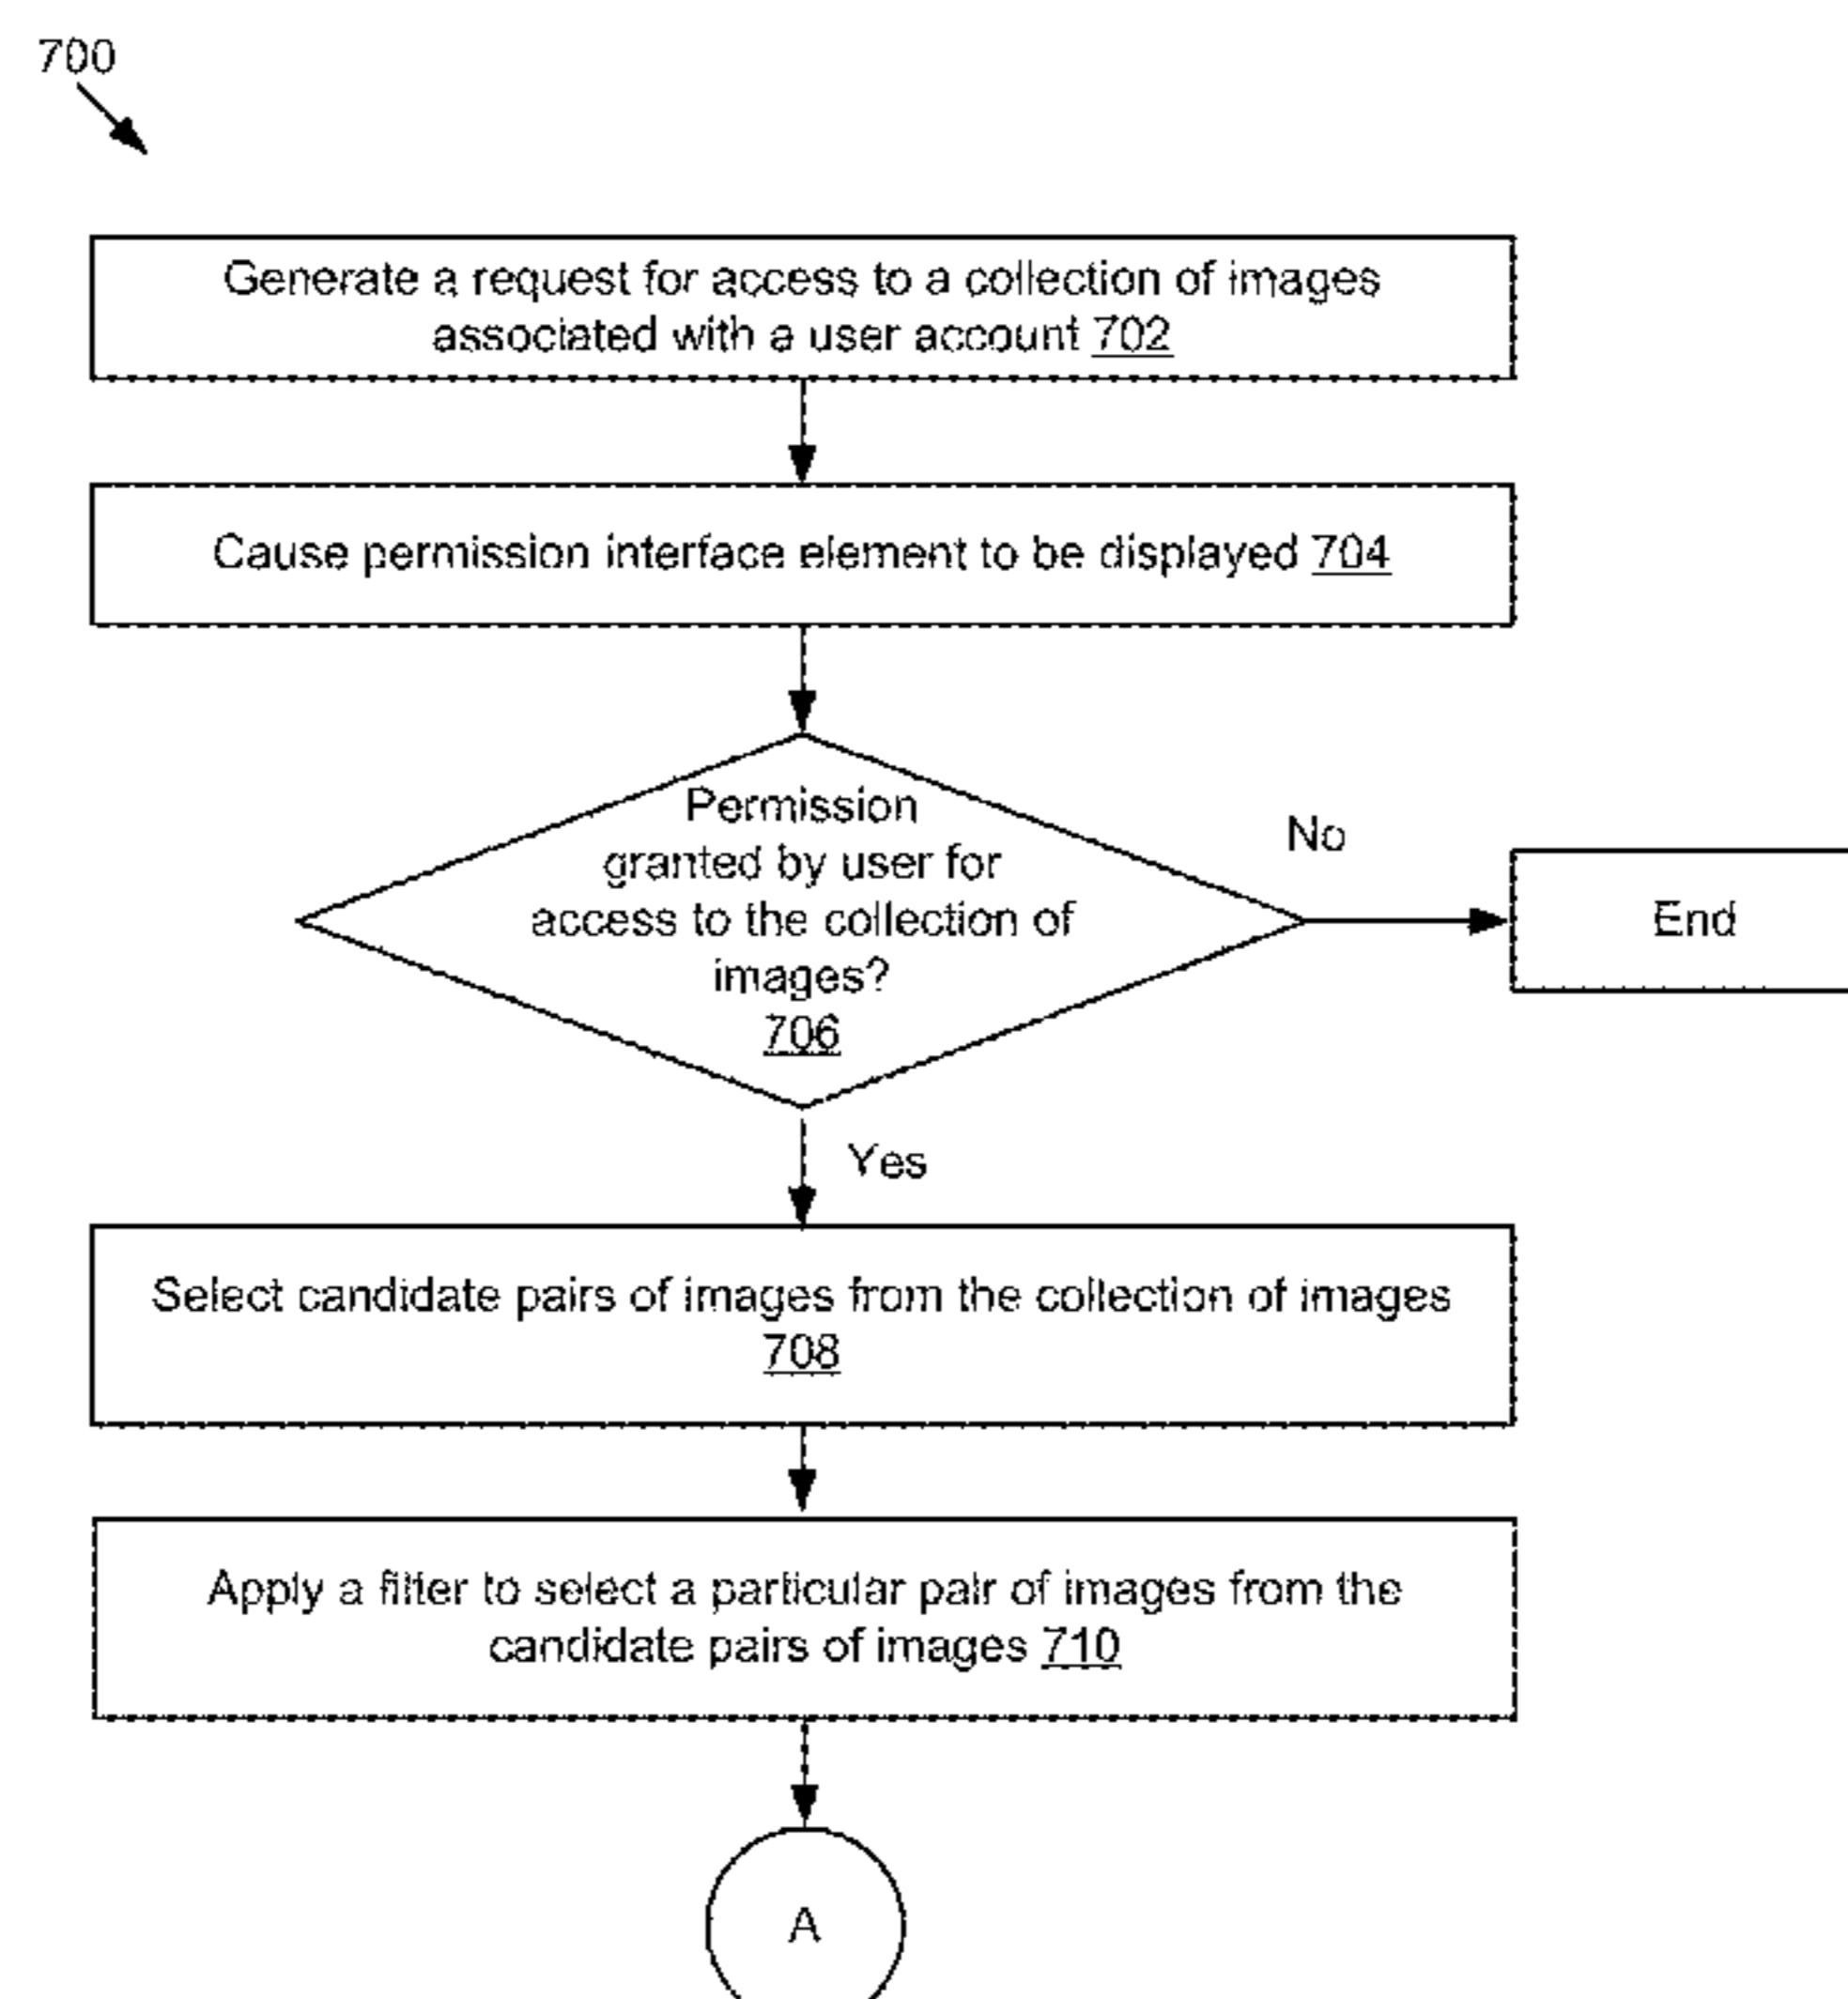 700
Generate a request for access to a collection of images
associated with a user account 702
Cause permission interface element to be displayed 704
Permission
granted by user for
access to the collection of
images?
706
No
End
Yes
Select candidate pairs of images from the collection of images
708
Apply a filter to select a particular pair of images from the
candidate pairs of images 710
A